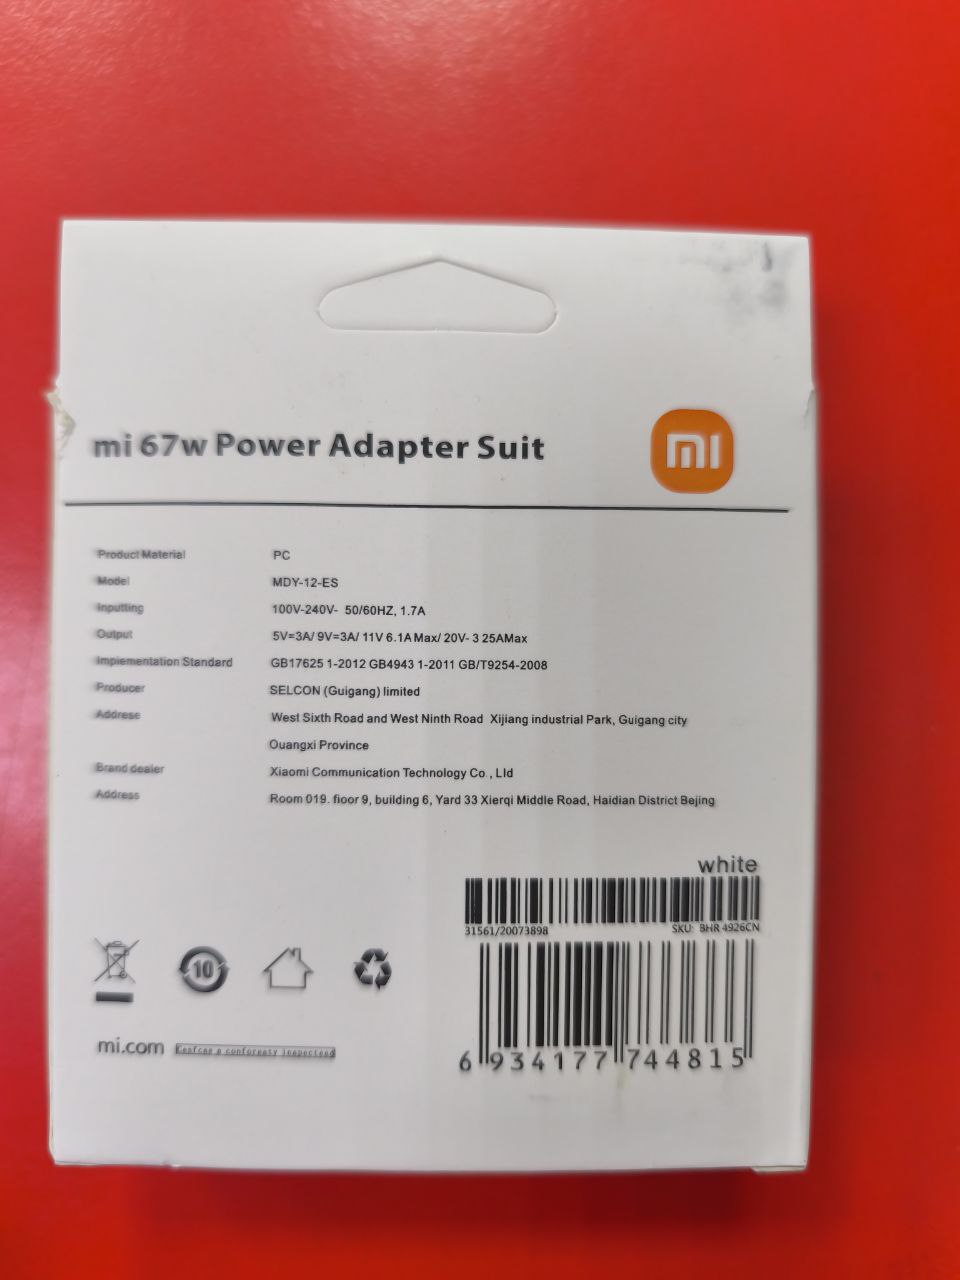 mi 67w Power Adapter Suit
mi
Product Material PC
Model MDY-12-ES
Inputting 100V-240V- 50/60HZ, 1.7A
Output 5V=3A/ 9V=3A/ 11V 6.1A Max/ 20V- 3 25AMax
Implementation Standard GB17625 1-2012 GB4943 1-2011 GB/T9254-2008
Producer SELCON (Guigang) limited
Addrese West Sixth Road and West Ninth Road Xijiang industrial Park, Guigang city
Ouangxi Province
Brand dealer Xiaomi Communication Technology Co., Lld
Address Room 019. fioor 9, building 6, Yard 33 Xierqi Middle Road, Haidian District Bejing
white
31561/20073898 SKU: BHR 4926CN
10
mi.com
6 934177 744815